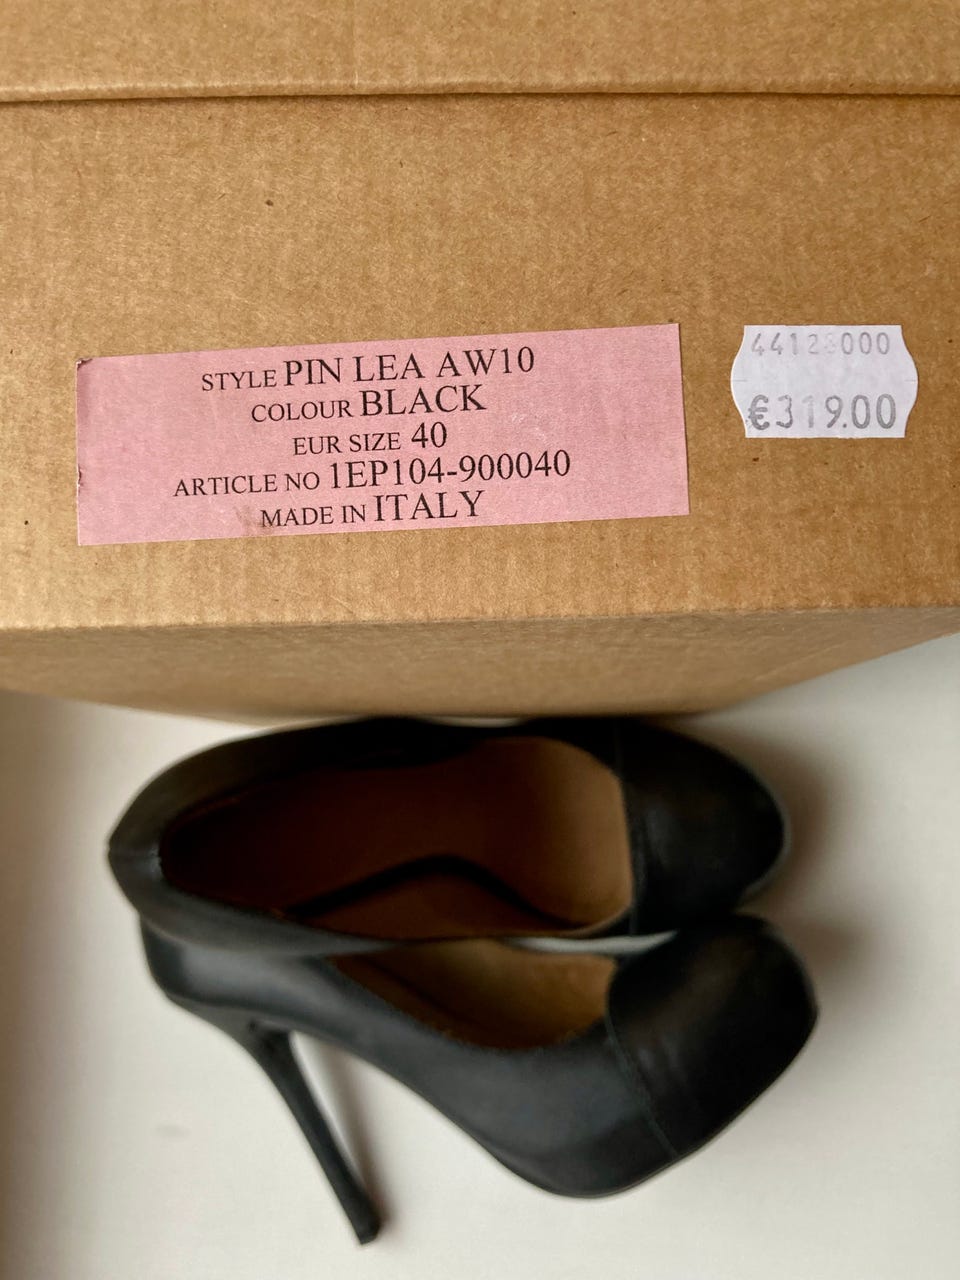 STYLE PIN LEA AW10
COLOUR BLACK
EUR SIZE 40
ARTICLE NO 1EP104-900040
MADE IN ITALY
€319.00